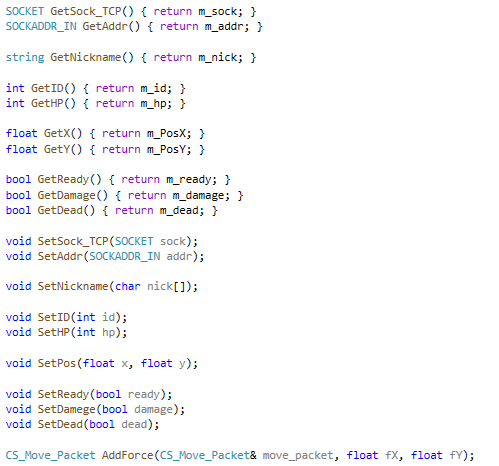 SOCKET GetSock_TCP() { return m_sock; }
SOCKADDR_IN GetAddr() { return m_addr; }
string GetNickname() { return m_nick; }
int GetID() { return m_id; }
int GetHP() { return m_hp; }
float GetX() { return m_PosX; }
float GetY() { return m_PosY; }
bool GetReady() { return m_ready; }
bool GetDamage() { return m_damage; }
bool GetDead() { return m_dead; }
void SetSock_TCP(SOCKET sock);
void SetAddr(SOCKADDR_IN addr);
void SetNickname(char nick[]);
void SetID(int id);
void SetHP(int hp);
void SetPos(float x, float y);
void SetReady(bool ready);
void SetDamege(bool damage);
void SetDead(bool dead);
CS_Move_Packet AddForce(CS_Move_Packet& move_packet, float fX, float fY);